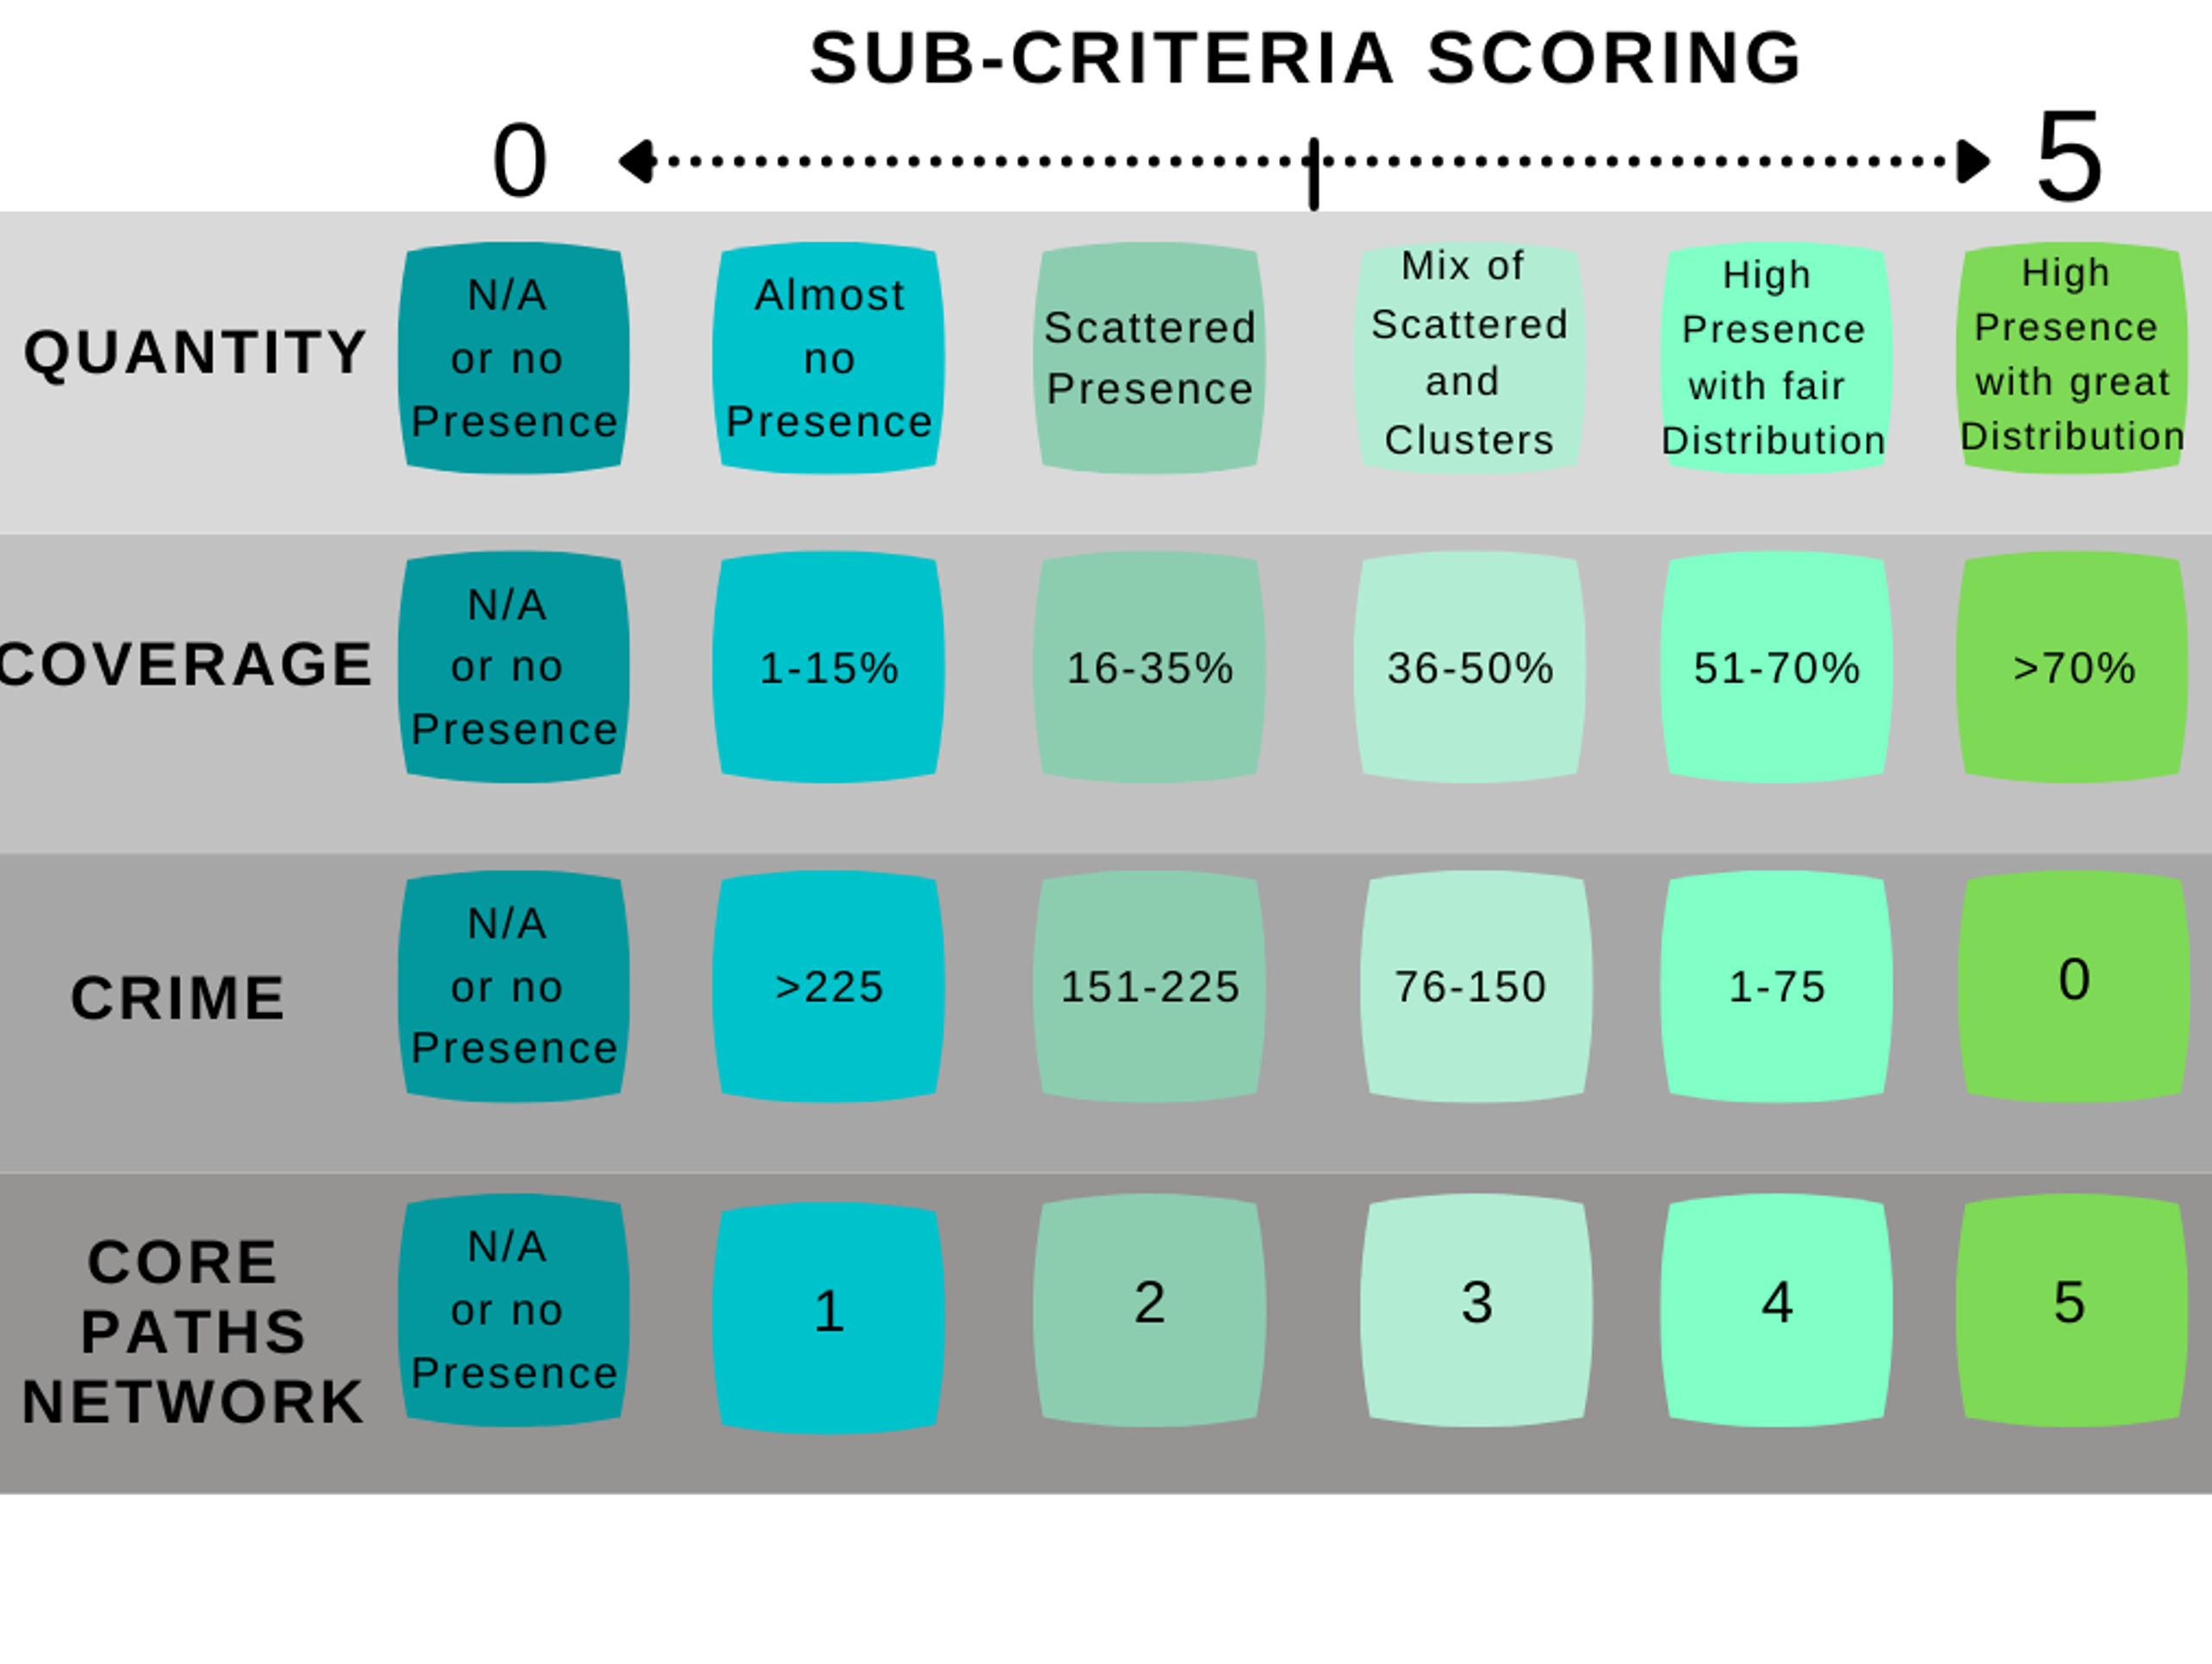 SUB-CRITERIA SCORING
0 5
QUANTITY
N/A
or no
Presence
Almost
no
Presence
Scattered
Presence
Mix of
Scattered
and
Clusters
High
Presence
with fair
Distribution
High
Presence
with great
Distribution
COVERAGE
N/A
or no
Presence
1-15%
16-35%
36-50%
51-70%
>70%
CRIME
N/A
or no
Presence
>225
151-225
76-150
1-75
0
CORE
PATHS
NETWORK
N/A
or no
Presence
1
2
3
4
5